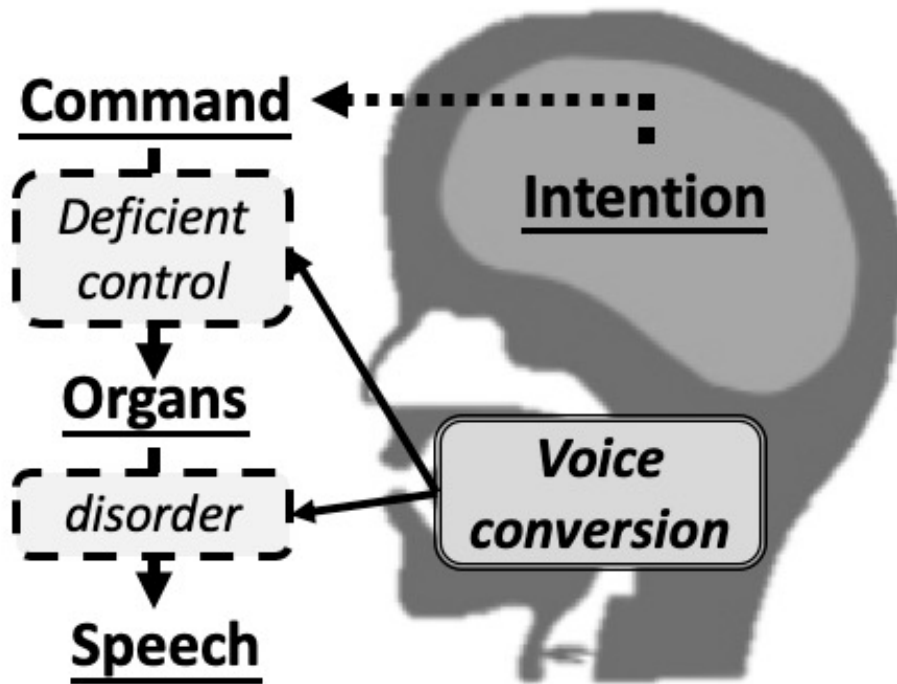 Command
Intention
Deficient
control
Organs
Voice
conversion
disorder
Speech